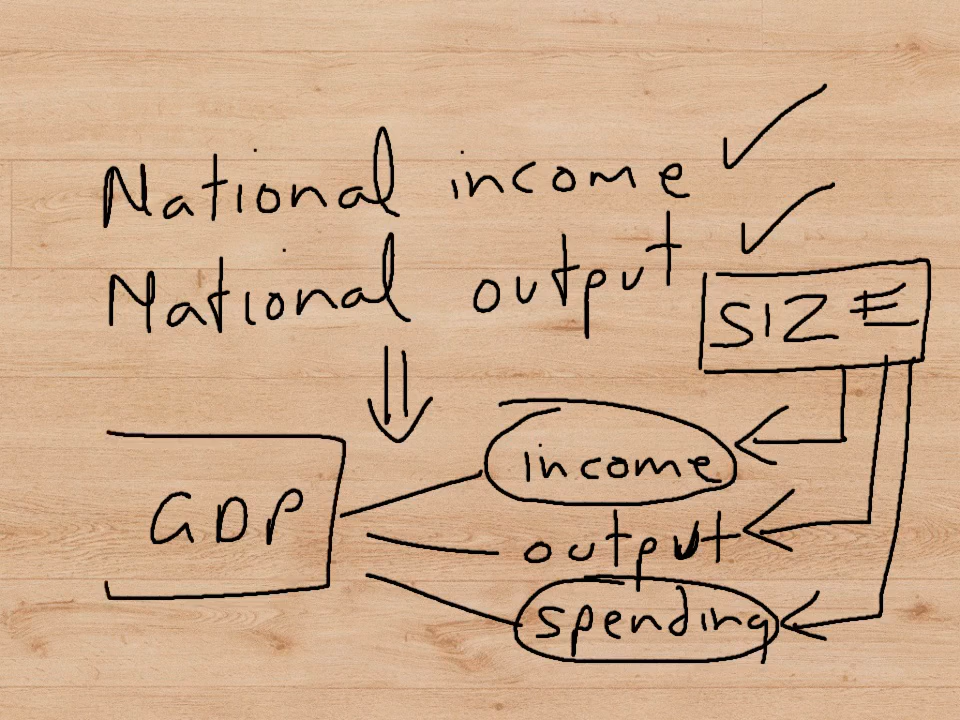 National income
National output
SIZE
income
GDP
output
spending